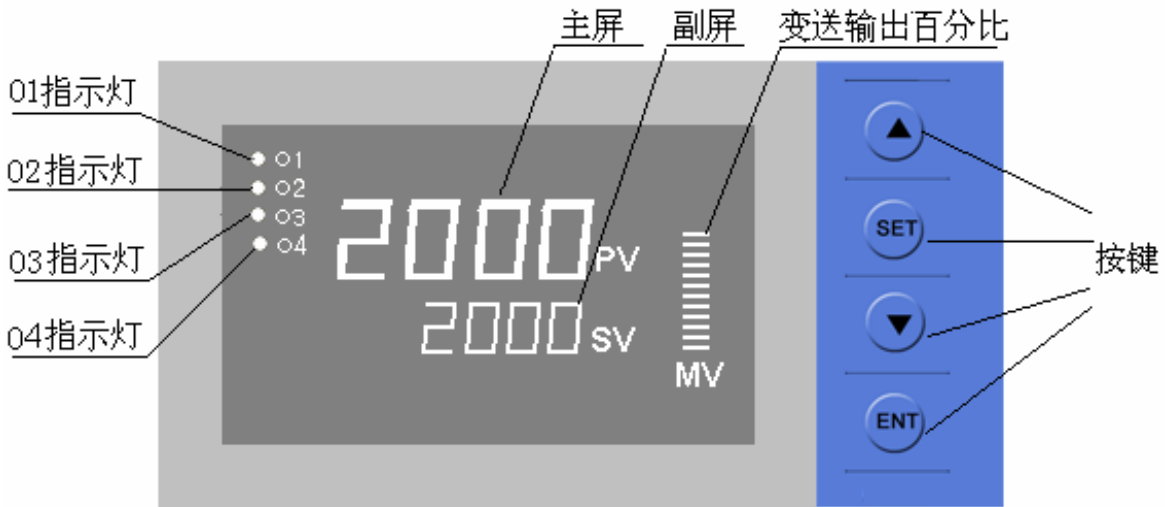 主屏 副屏 变送输出百分比
O1指示灯
O2指示灯
O3指示灯
O4指示灯
O1
O2
O3
O4
2000 PV
2000 SV
MV
SET
ENT
按键